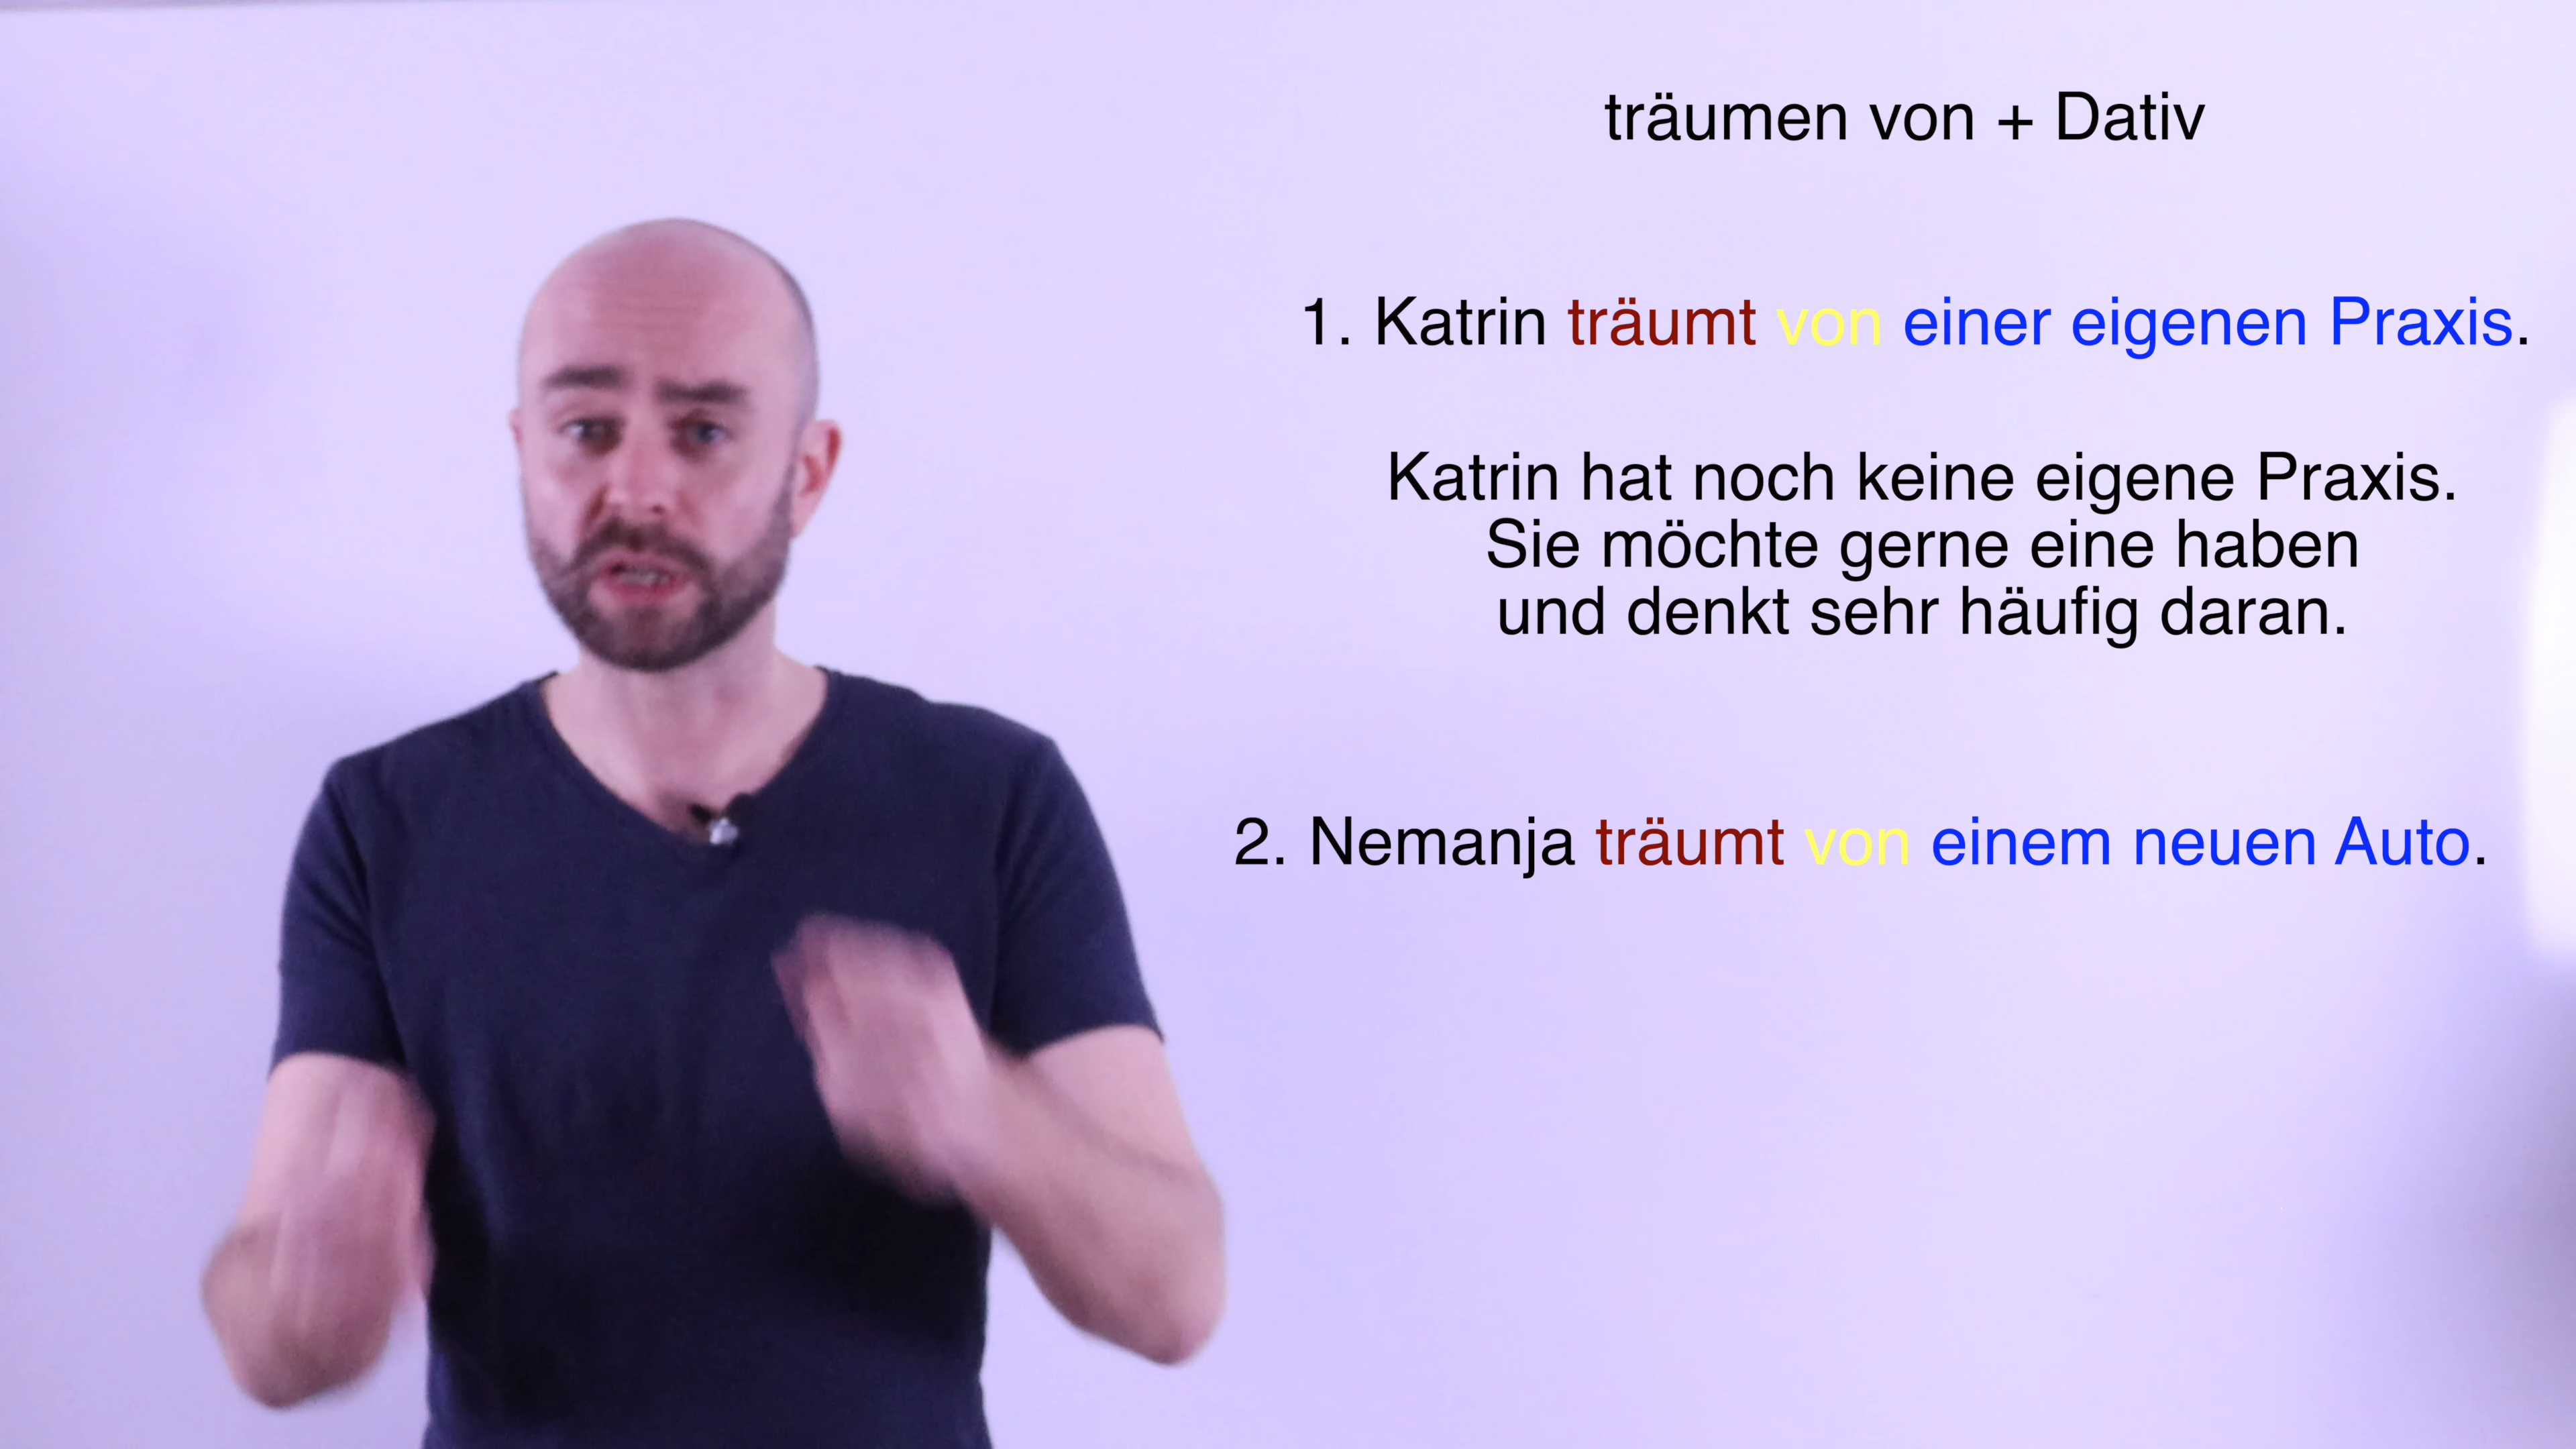 träumen von + Dativ
1. Katrin träumt von einer eigenen Praxis.
Katrin hat noch keine eigene Praxis.
Sie möchte gerne eine haben
und denkt sehr häufig daran.
2. Nemanja träumt von einem neuen Auto.